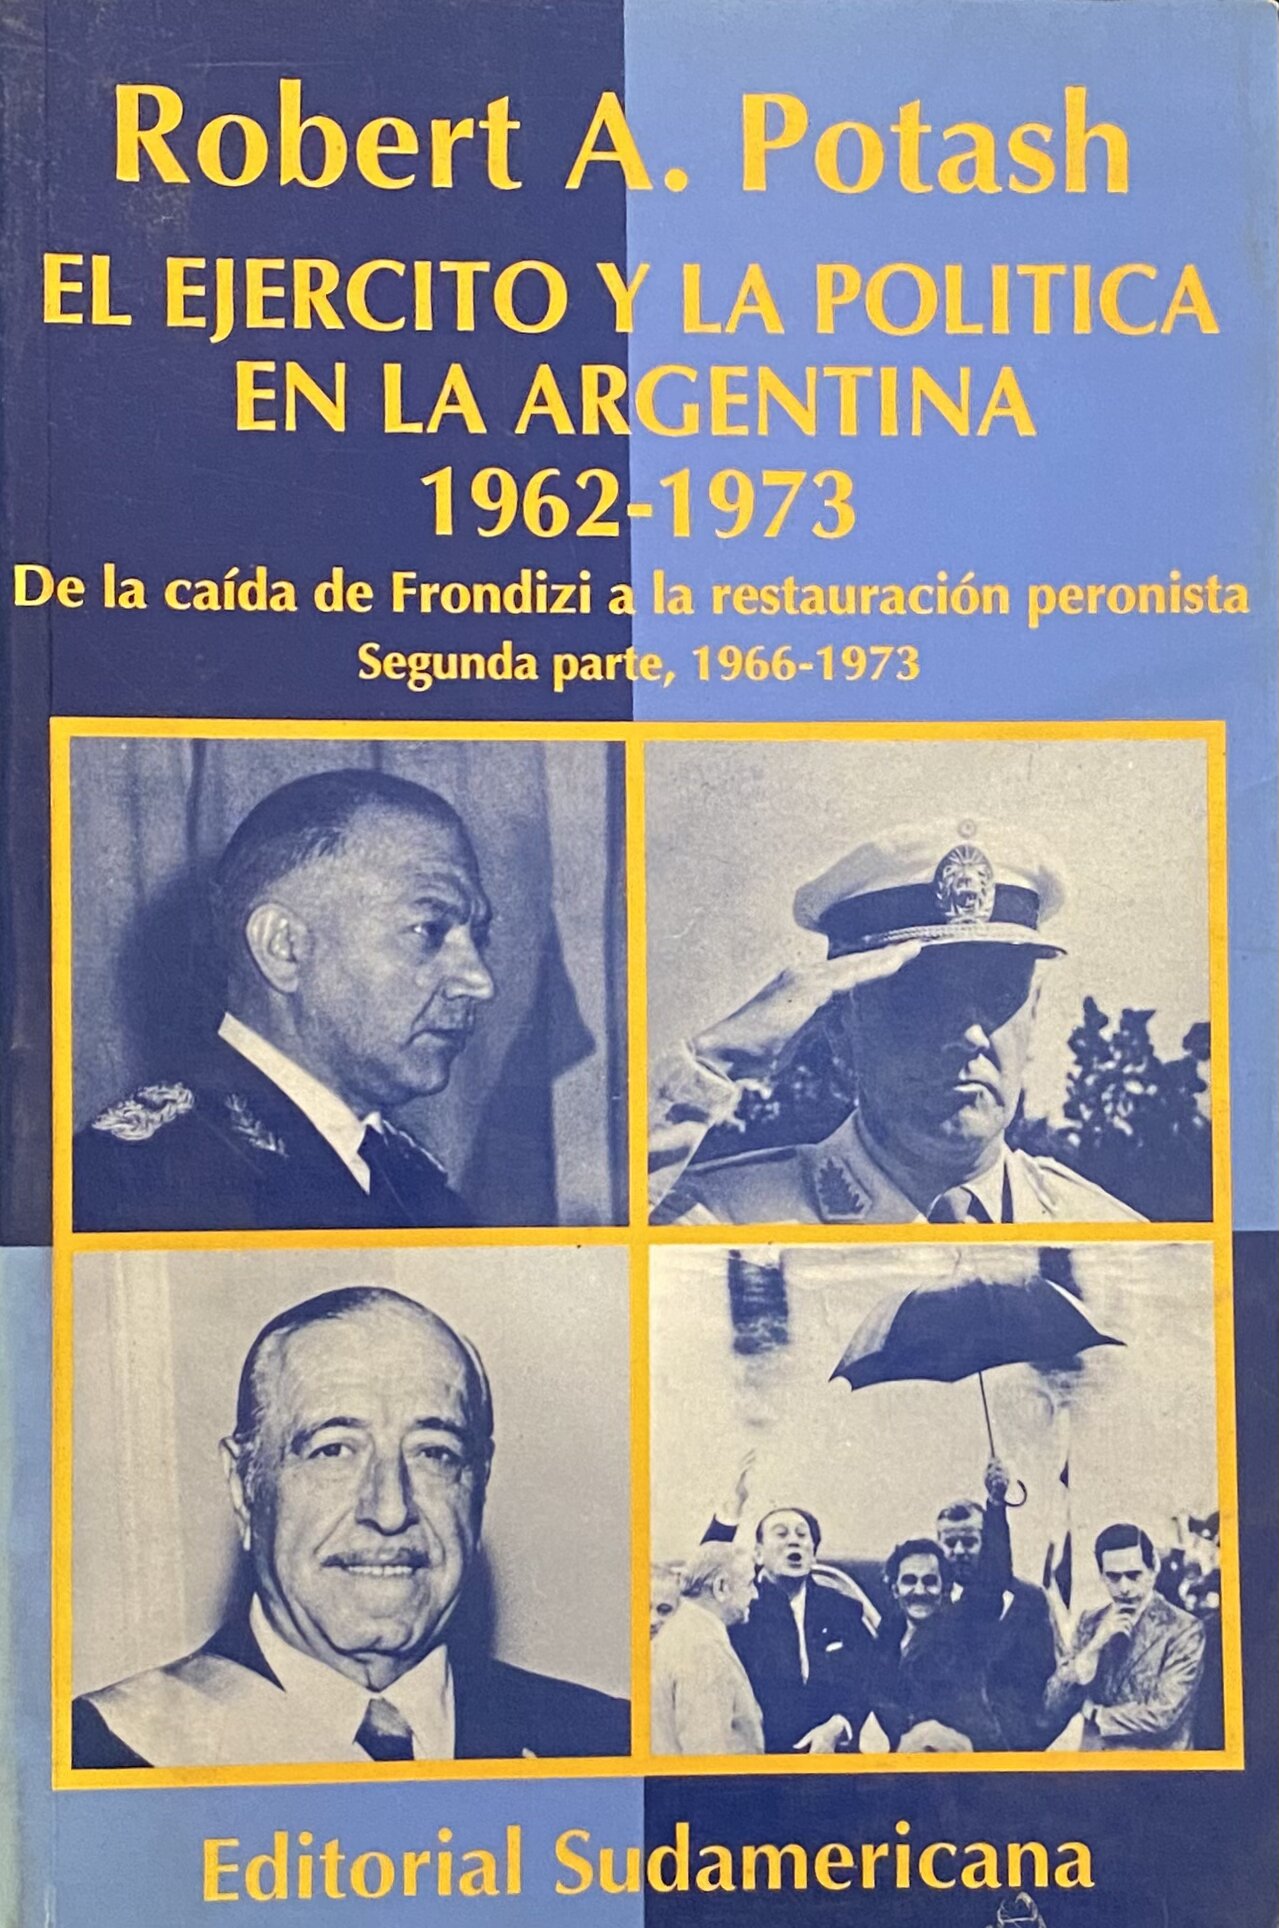 Robert A. Potash
EL EJERCITO Y LA POLITICA
EN LA ARGENTINA
1962-1973
De la caída de Frondizi a la restauración peronista
Segunda parte, 1966-1973
Editorial Sudamericana